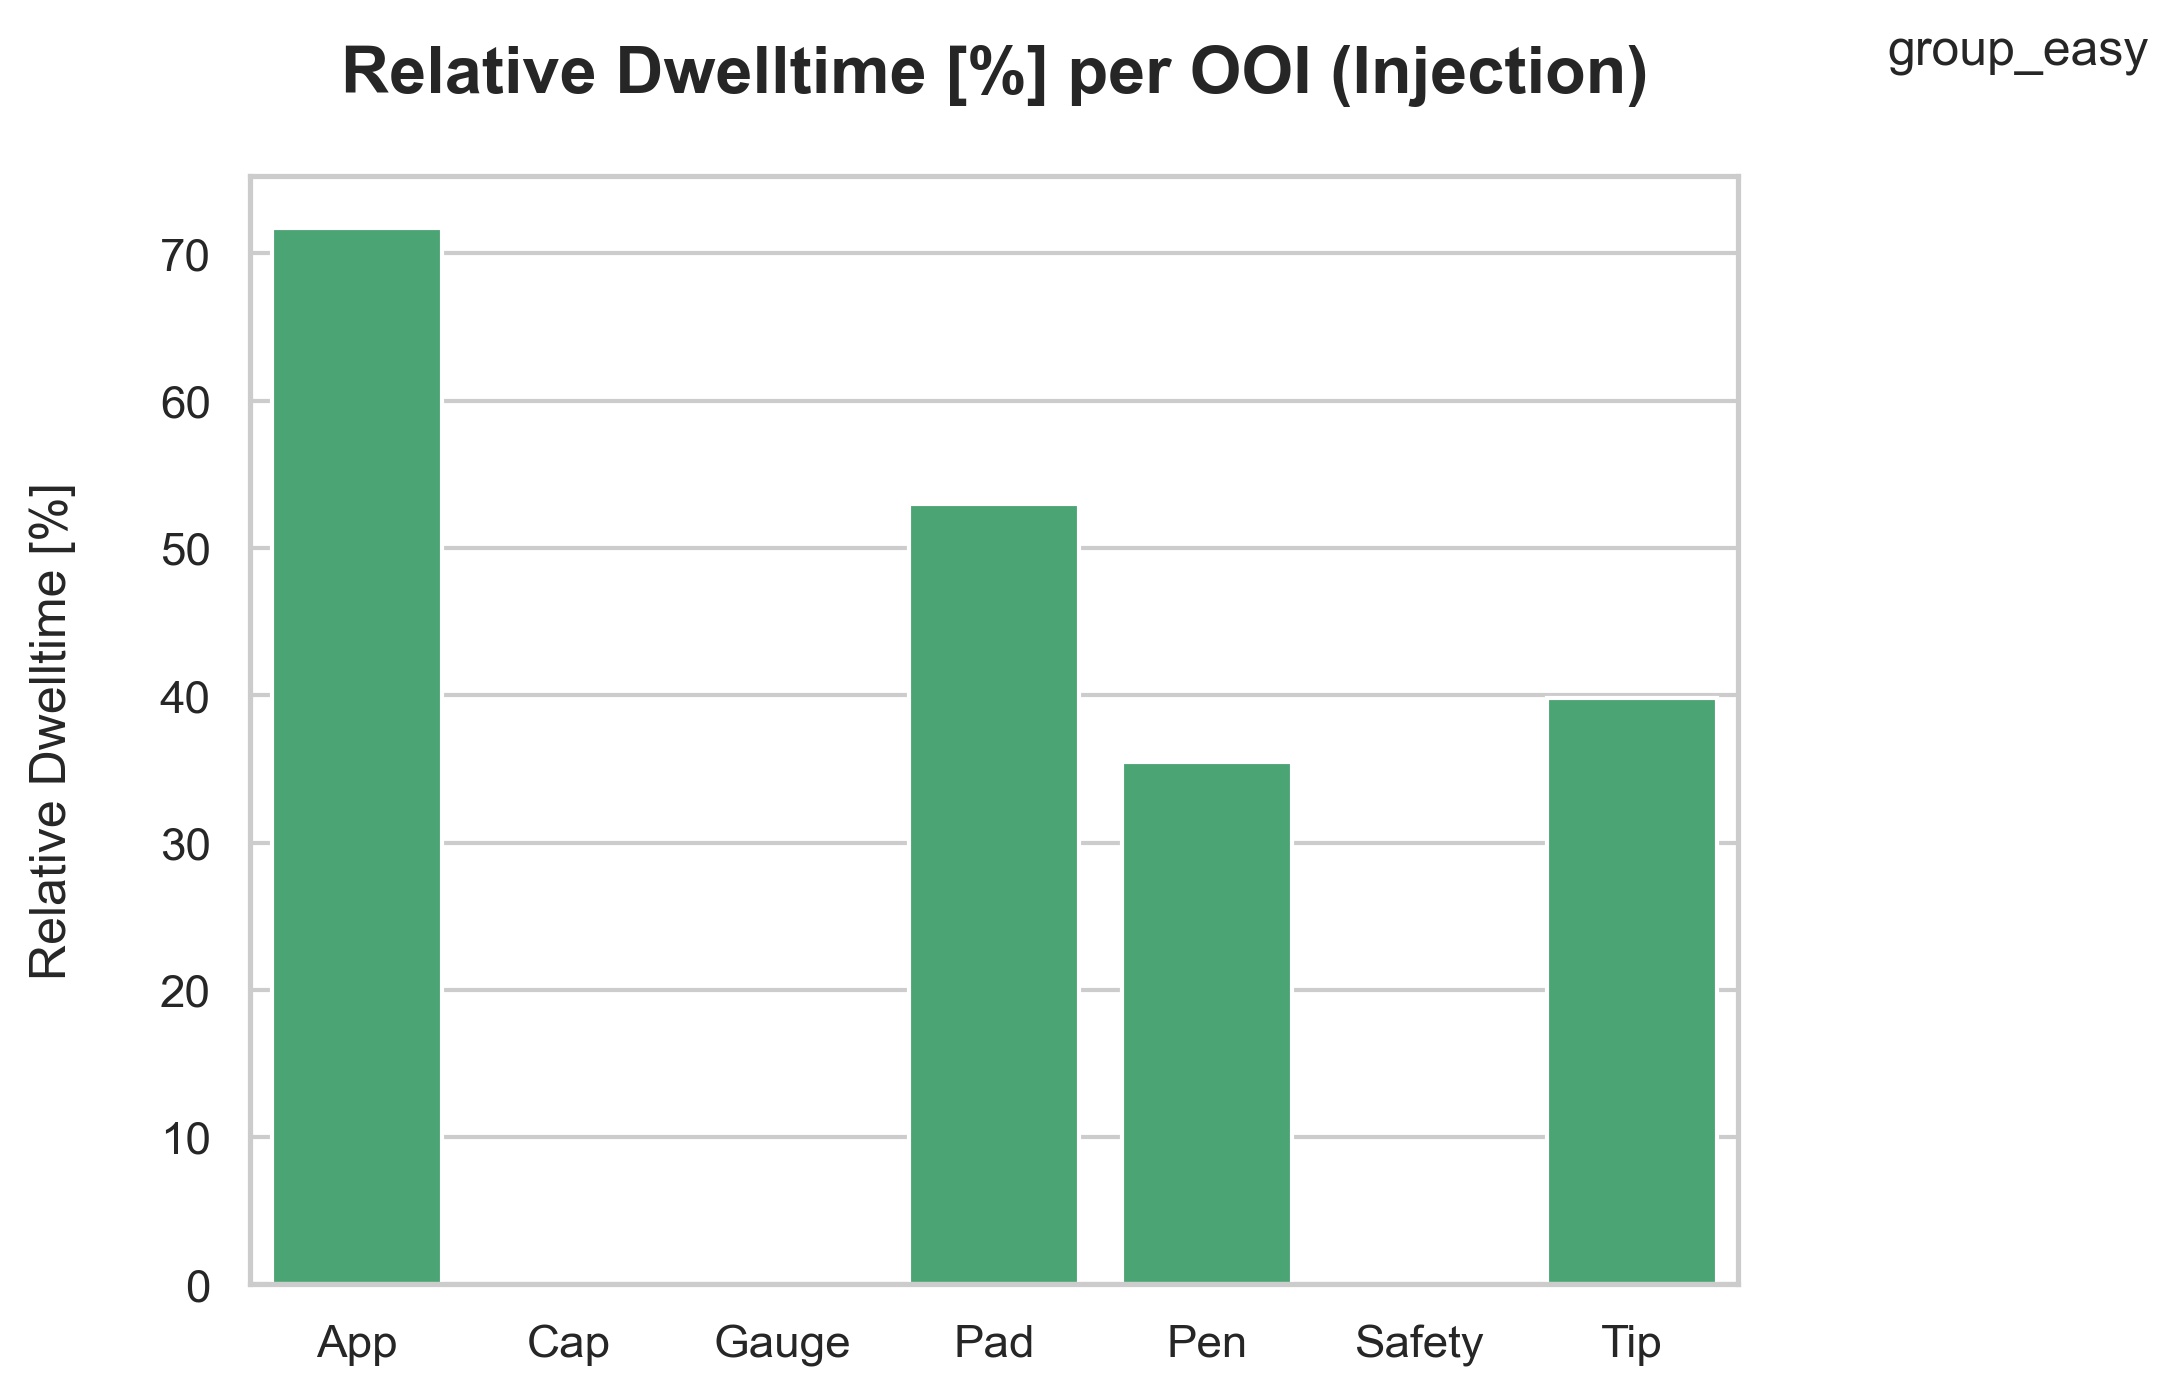 Relative Dwelltime [%] per OOI (Injection)
group_easy
Relative Dwelltime [%]
70
60
50
40
30
20
10
0
App Cap Gauge Pad Pen Safety Tip